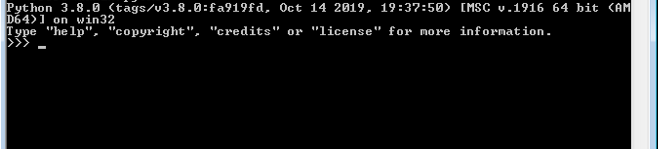 Python 3.8.0 (tags/v3.8.0:fa919fd, Oct 14 2019, 19:37:50) [MSC v.1916 64 bit (AM
D64)] on win32
Type "help", "copyright", "credits" or "license" for more information.
>>> _